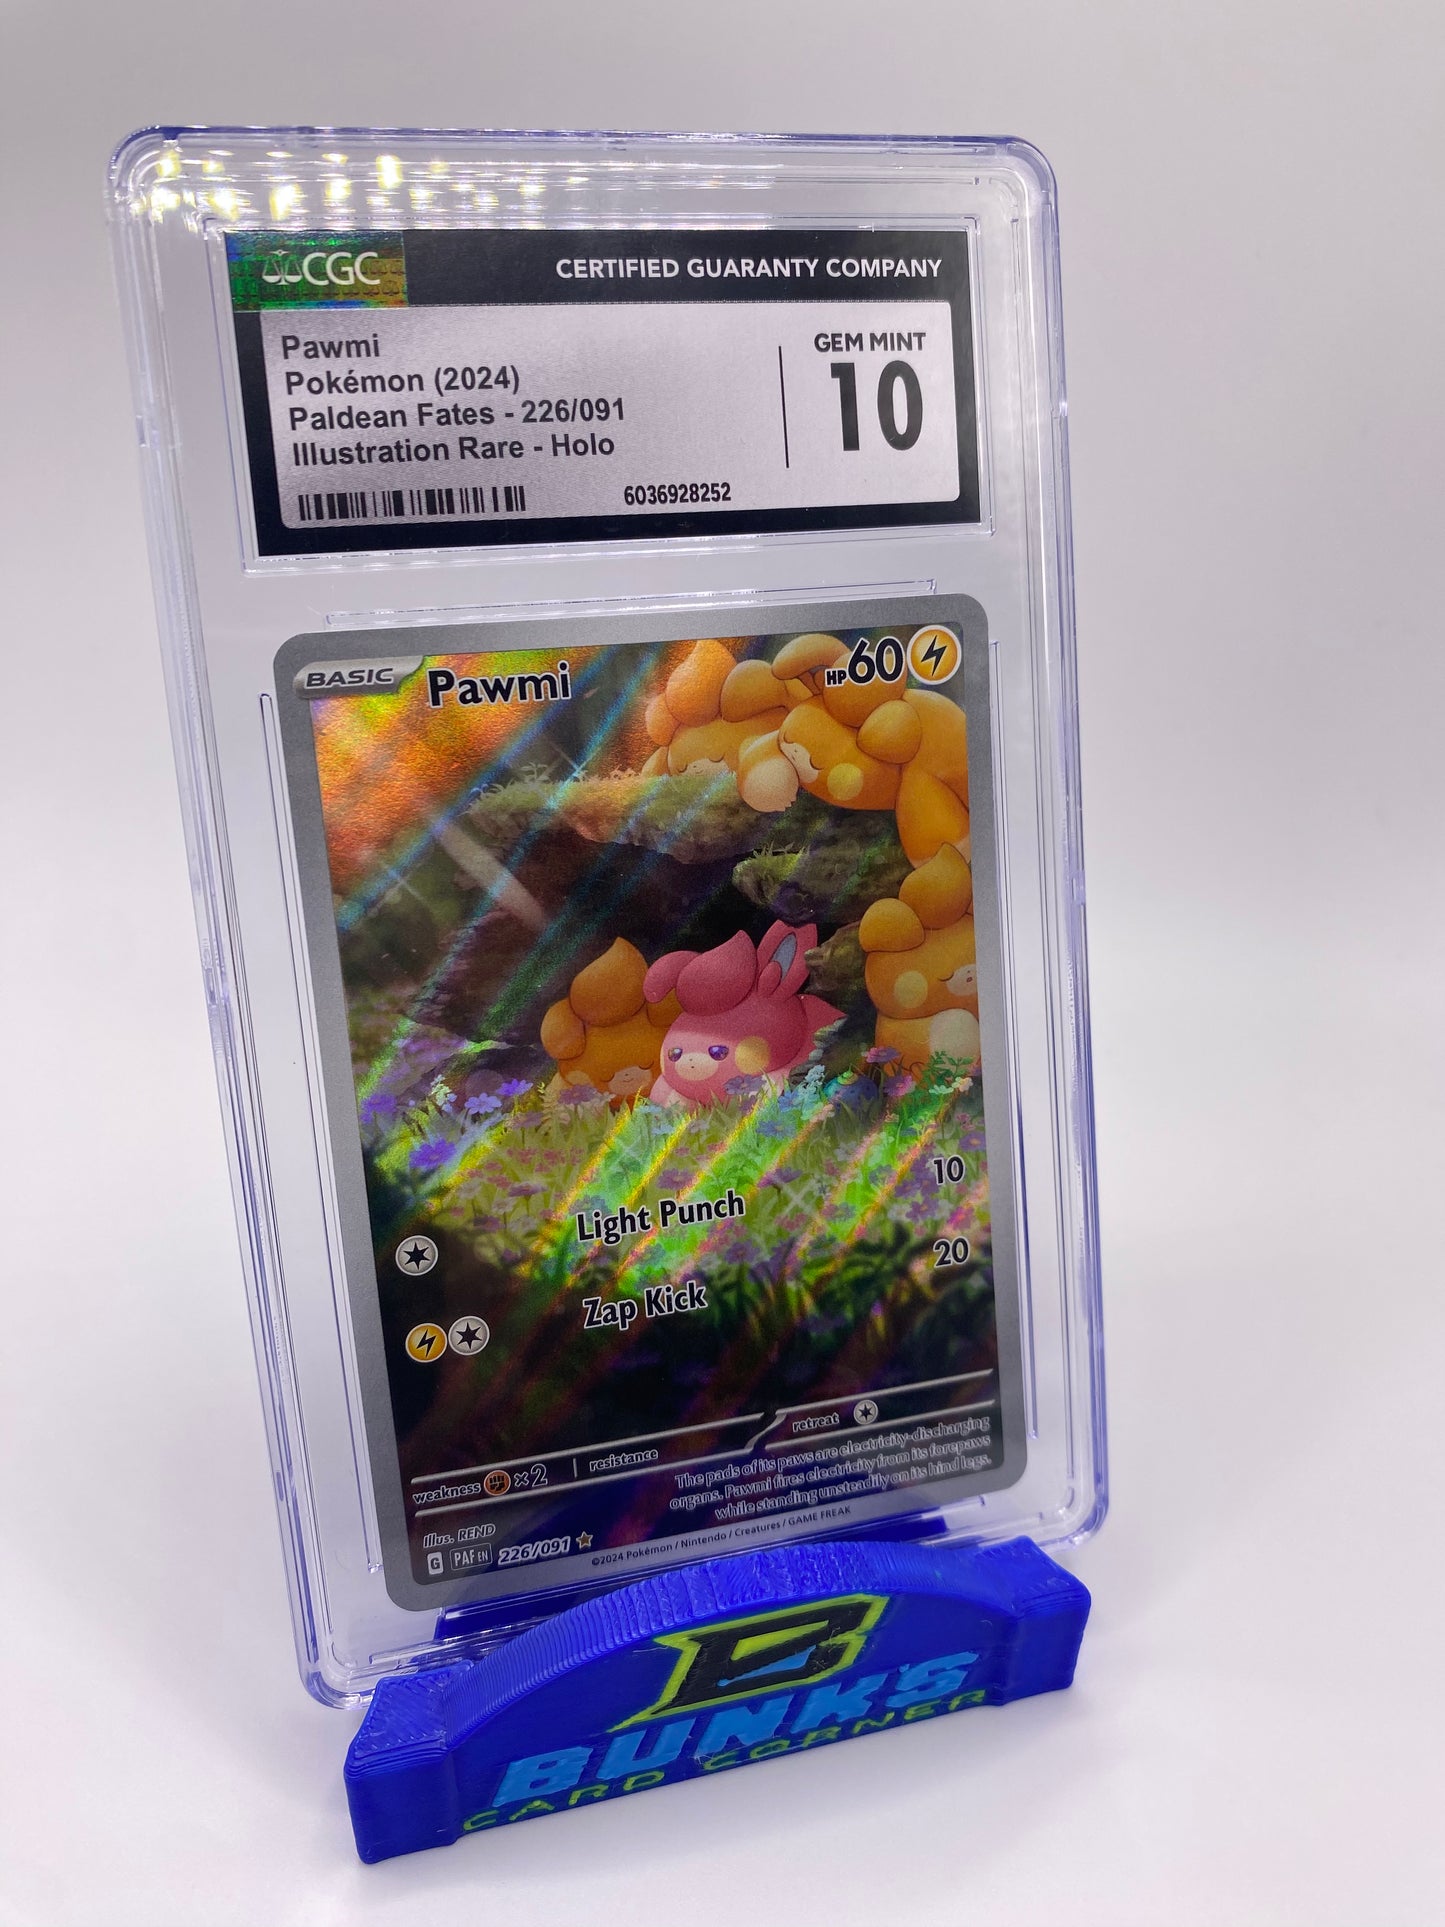 CGC
CERTIFIED GUARANTY COMPANY
Pawmi
Pokémon (2024)
Paldean Fates - 226/091
Illustration Rare - Holo
6036928252
GEM MINT
10
BASIC
Pawmi
HP60
Light Punch
10
Zap Kick
20
weakness ×2
resistance
retreat
The pads of its paws are electricity-discharging
organs. Pawmi fires electricity from its forepaws
while standing unsteadily on its hind legs.
Illus. REND
G PAF EN 226/091
©2024 Pokémon / Nintendo / Creatures / GAME FREAK
B
BUNK'S
CARD CORNER